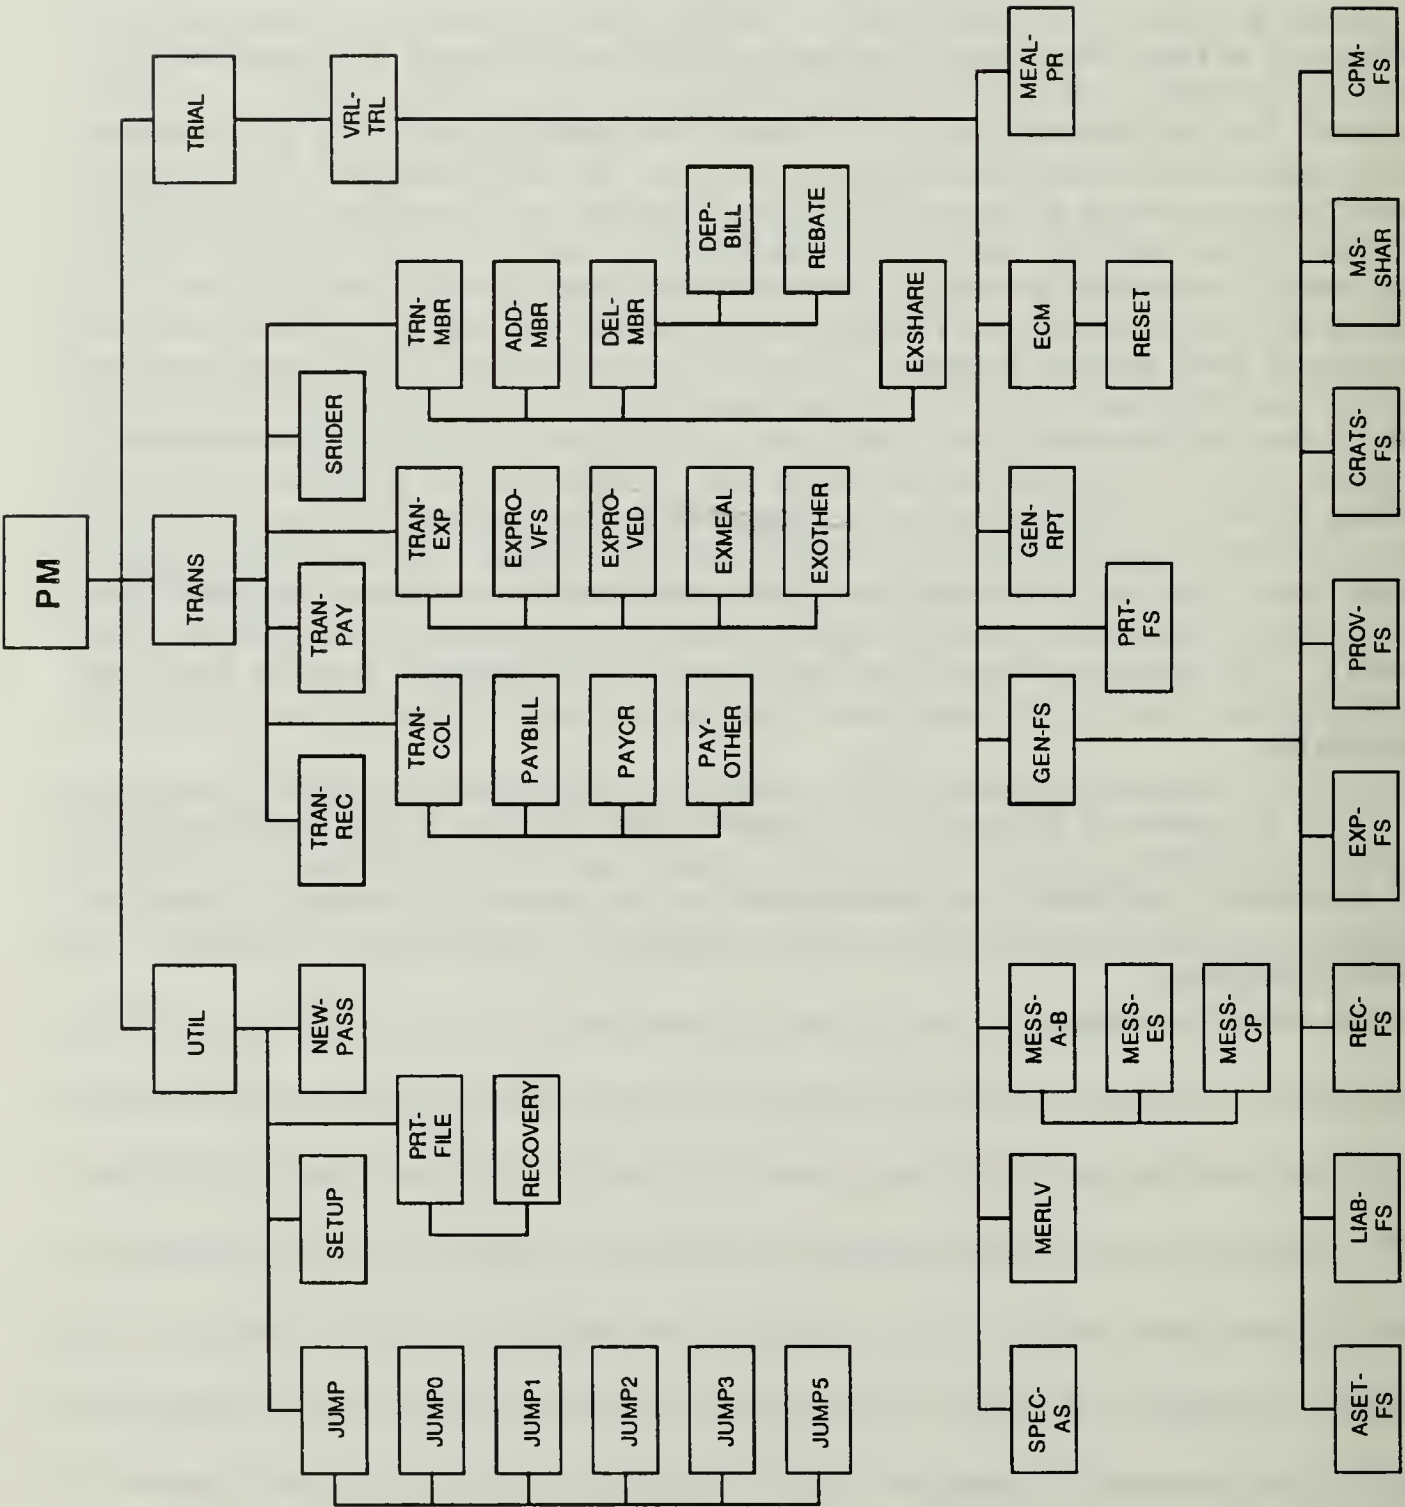 PM
UTIL
TRANS
TRIAL
JUMP
SETUP
NEW-
PASS
TRAN-
REC
TRAN-
PAY
SRIDER
VRL-
TRL
JUMP0
PRT-
FILE
TRAN-
COL
TRAN-
EXP
TRN-
MBR
JUMP1
RECOVERY
PAYBILL
EXPRO-
VFS
ADD-
MBR
JUMP2
PAYCR
EXPRO-
VED
DEL-
MBR
JUMP3
PAY-
OTHER
EXMEAL
DEP-
BILL
JUMP5
EXOTHER
REBATE
EXSHARE
SPEC-
AS
MERLV
MESS-
A-B
GEN-FS
GEN-
RPT
ECM
MEAL-
PR
MESS-
ES
PRT-
FS
RESET
MESS-
CP
ASET-
FS
LIAB-
FS
REC-
FS
EXP-
FS
PROV-
FS
CRATS-
FS
MS-
SHAR
CPM-
FS